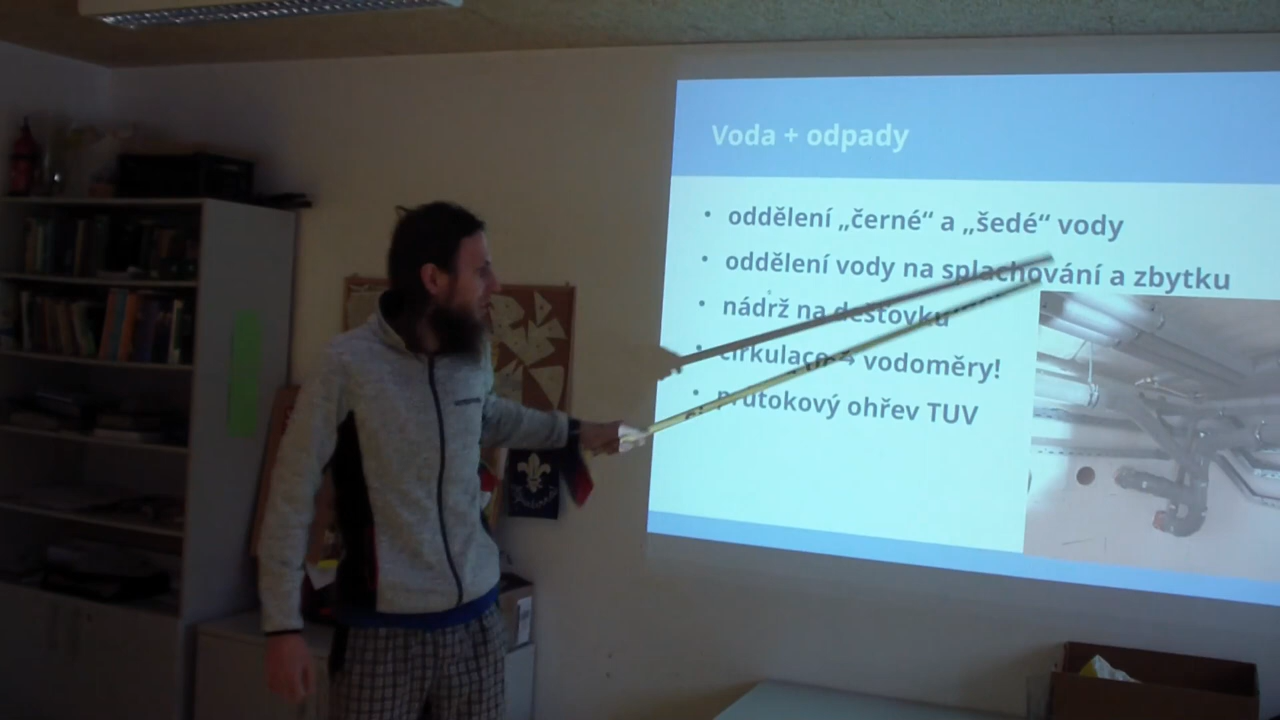 Voda + odpady
• oddělení „černé“ a „šedé“ vody
• oddělení vody na splachování a zbytku
• nádrž na dešťovku
• cirkulace → vodoměry!
• průtokový ohřev TUV